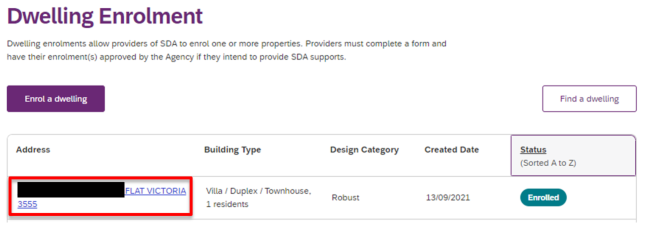 Dwelling Enrolment
Dwelling enrolments allow providers of SDA to enrol one or more properties. Providers must complete a form and
have their enrolment(s) approved by the Agency if they intend to provide SDA supports.
Enrol a dwelling
Find a dwelling
Address Building Type Design Category Created Date Status
(Sorted A to Z)
FLAT VICTORIA
3555
Villa / Duplex / Townhouse,
1 residents
Robust
13/09/2021
Enrolled